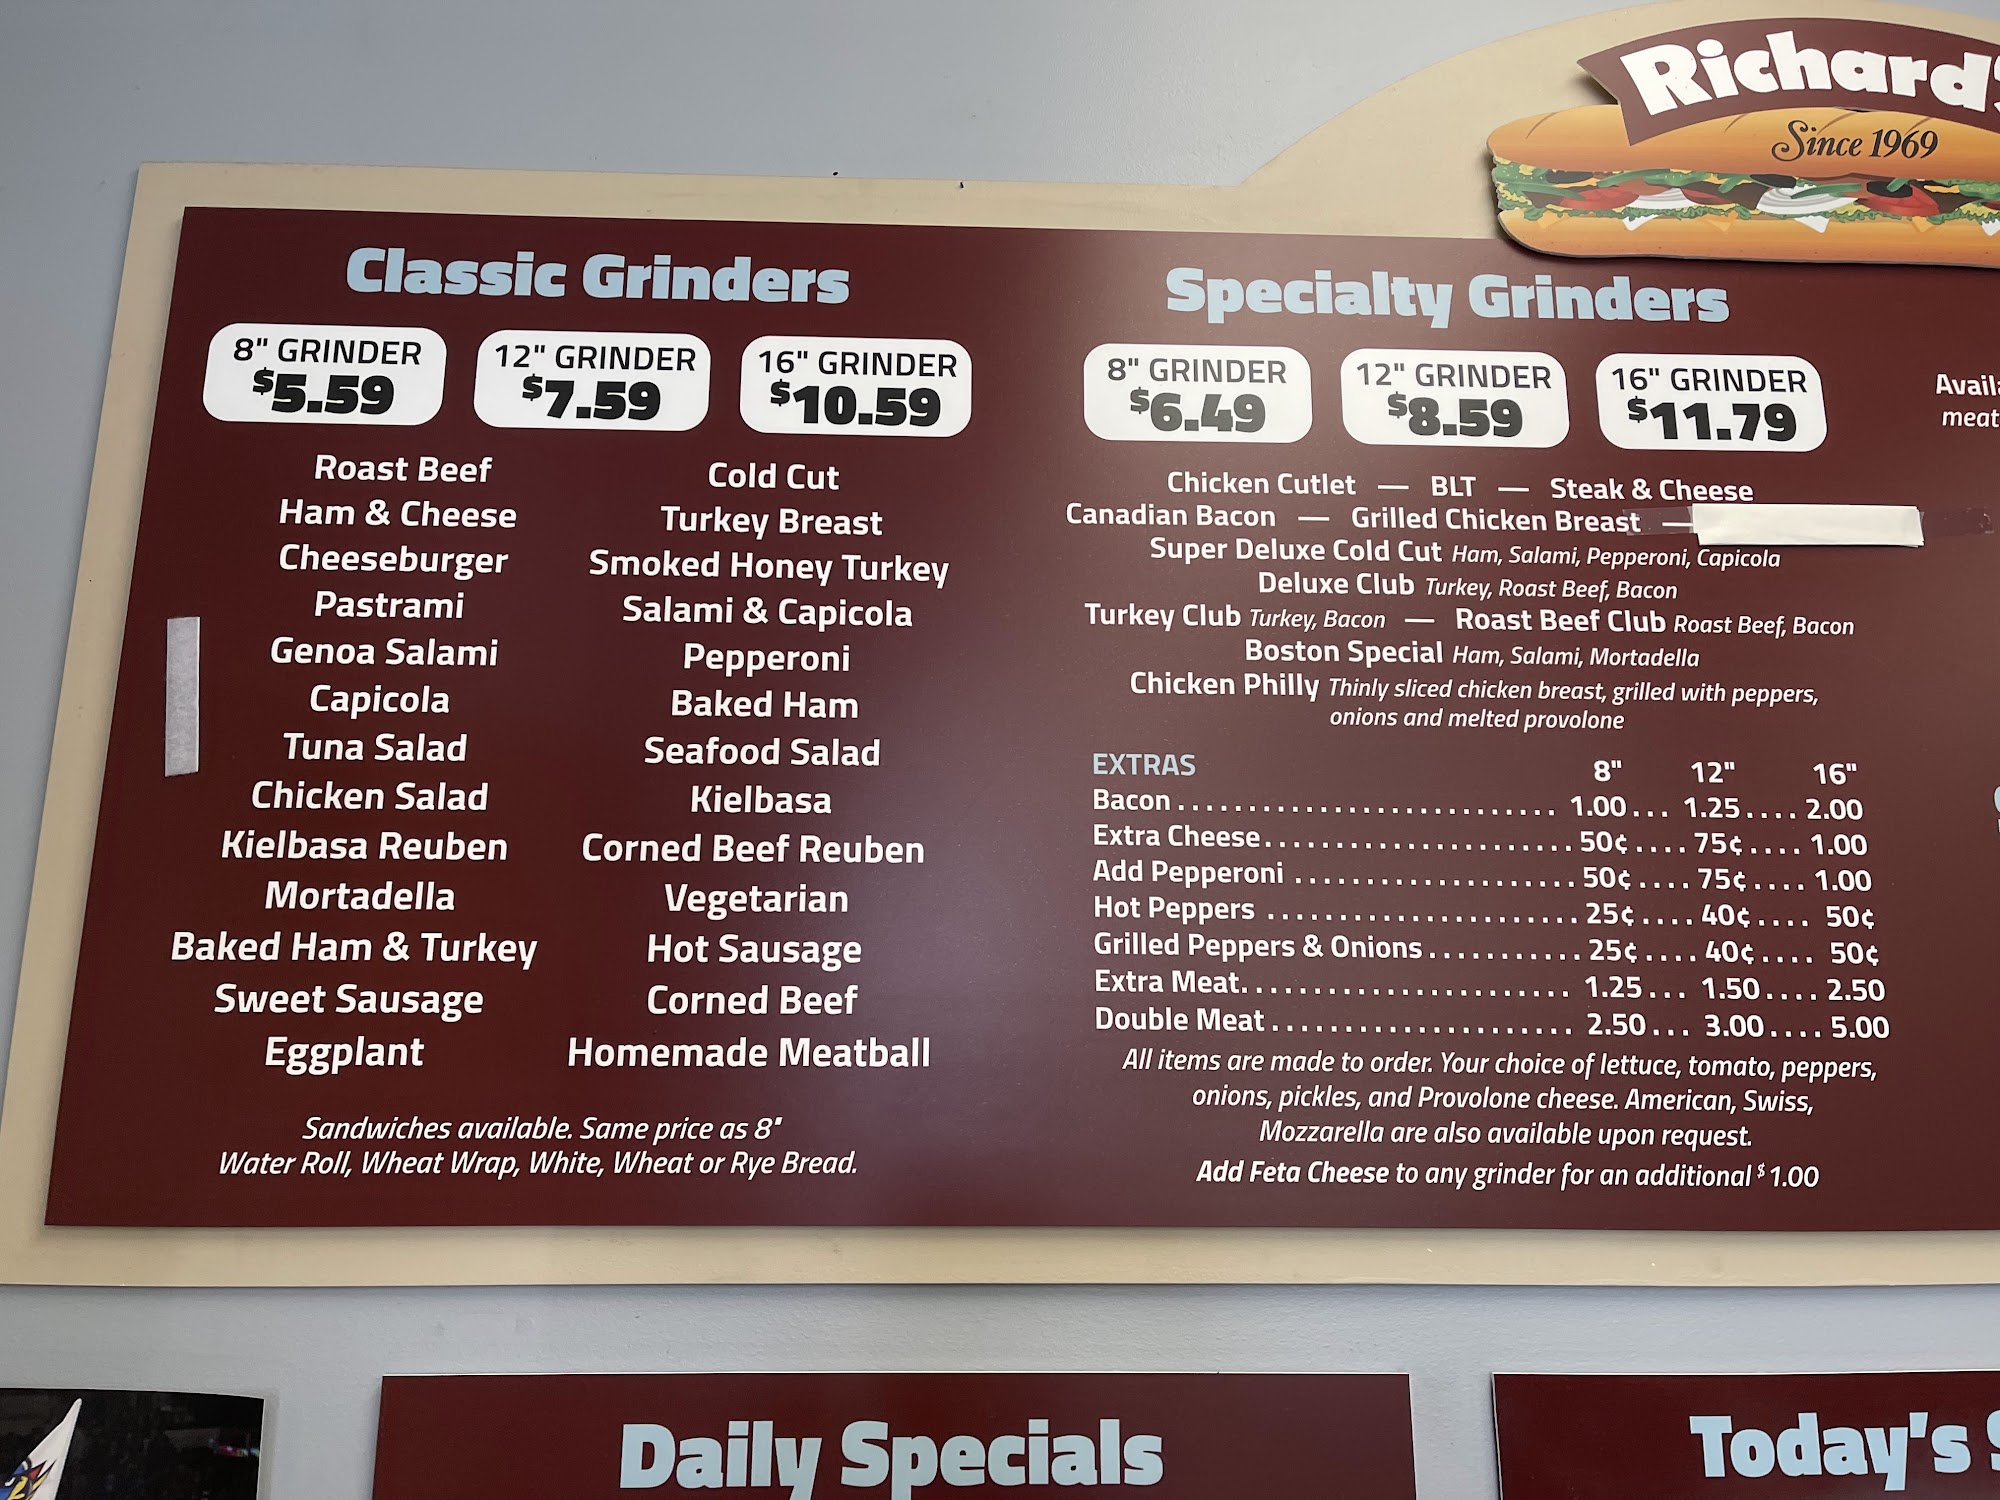 Richard's
Since 1969
Classic Grinders
8" GRINDER
$5.59
12" GRINDER
$7.59
16" GRINDER
$10.59
Roast Beef
Ham & Cheese
Cheeseburger
Pastrami
Genoa Salami
Capicola
Tuna Salad
Chicken Salad
Kielbasa Reuben
Mortadella
Baked Ham & Turkey
Sweet Sausage
Eggplant
Cold Cut
Turkey Breast
Smoked Honey Turkey
Salami & Capicola
Pepperoni
Baked Ham
Seafood Salad
Kielbasa
Corned Beef Reuben
Vegetarian
Hot Sausage
Corned Beef
Homemade Meatball
Sandwiches available. Same price as 8"
Water Roll, Wheat Wrap, White, Wheat or Rye Bread.
Specialty Grinders
8" GRINDER
$6.49
12" GRINDER
$8.59
16" GRINDER
$11.79
Chicken Cutlet — BLT — Steak & Cheese
Canadian Bacon — Grilled Chicken Breast —
Super Deluxe Cold Cut Ham, Salami, Pepperoni, Capicola
Deluxe Club Turkey, Roast Beef, Bacon
Turkey Club Turkey, Bacon — Roast Beef Club Roast Beef, Bacon
Boston Special Ham, Salami, Mortadella
Chicken Philly Thinly sliced chicken breast, grilled with peppers,
onions and melted provolone
EXTRAS 8" 12" 16"
Bacon 1.00 1.25 2.00
Extra Cheese 50¢ 75¢ 1.00
Add Pepperoni 50¢ 75¢ 1.00
Hot Peppers 25¢ 40¢ 50¢
Grilled Peppers & Onions 25¢ 40¢ 50¢
Extra Meat 1.25 1.50 2.50
Double Meat 2.50 3.00 5.00
All items are made to order. Your choice of lettuce, tomato, peppers,
onions, pickles, and Provolone cheese. American, Swiss,
Mozzarella are also available upon request.
Add Feta Cheese to any grinder for an additional $1.00
meat
Daily Specials
Today's